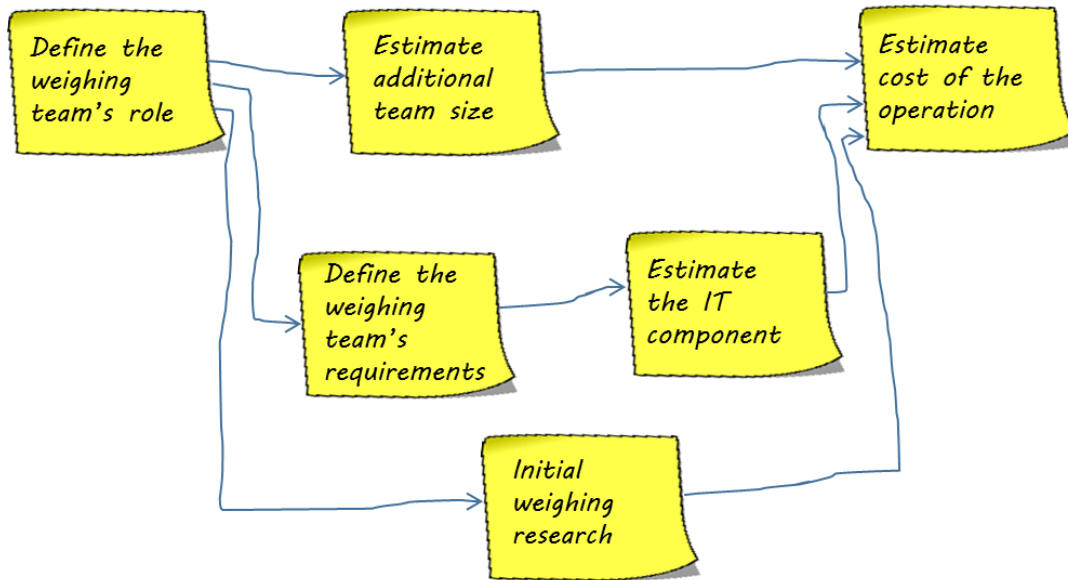 Define the
weighing
team's role
Estimate
additional
team size
Estimate
cost of the
operation
Define the
weighing
team's
requirements
Estimate
the IT
component
Initial
weighing
research